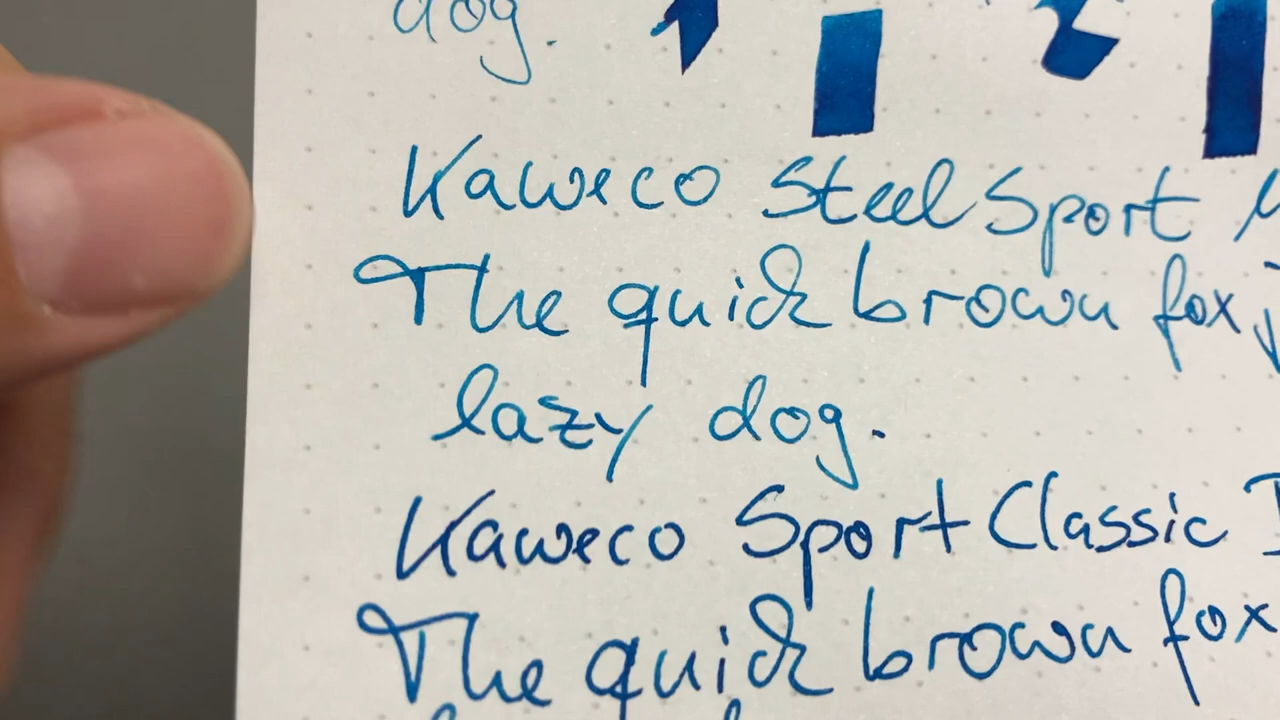 dog.
Kaweco Steel Sport
The quick brown fox
lazy dog.
Kaweco Sport Classic
The quick brown fox